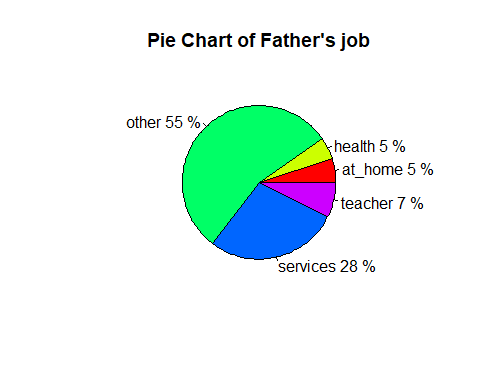 Pie Chart of Father's job
other 55 %
health 5 %
at_home 5 %
teacher 7 %
services 28 %